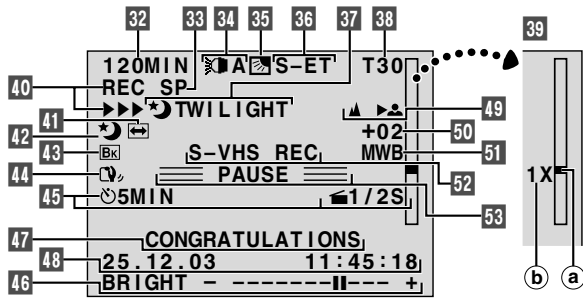 32 33 34 35 36 37 38 39
120MIN A S-ET T30
40 REC SP
TWILIGHT 49
41
42 +02 50
43 BK S-VHS REC MWB 51
44 PAUSE 52
1X
45 5MIN 1/2S 53
b a
47 CONGRATULATIONS
48 25.12.03 11:45:18
46 BRIGHT - -------▮▮--- +